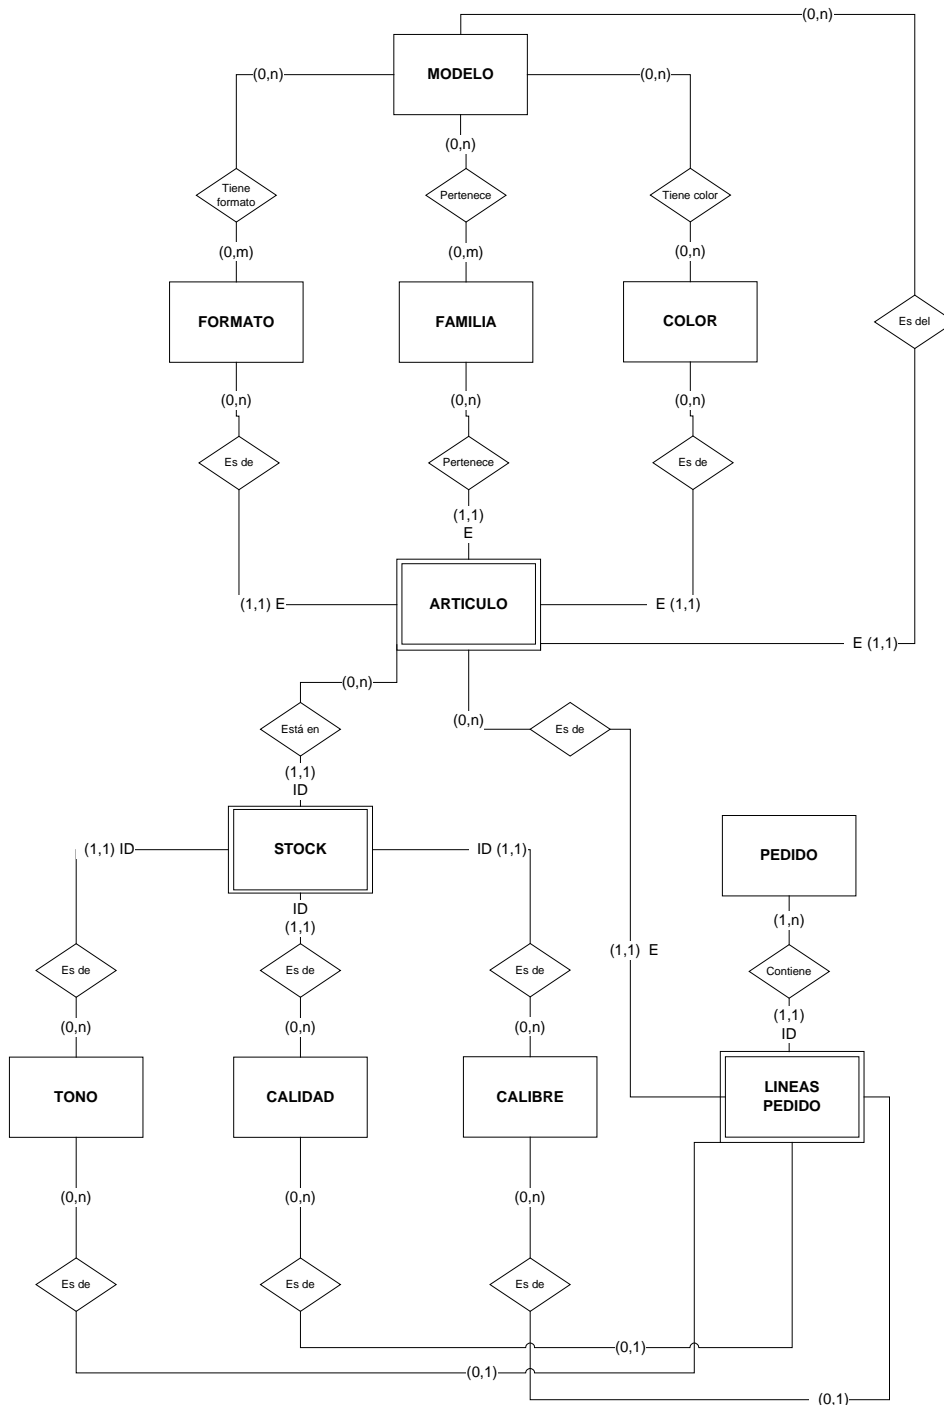 (0,n)
MODELO
(0,n)
(0,n)
(0,n)
Tiene
formato
Pertenece
Tiene color
(0,m)
(0,m)
(0,n)
FORMATO
FAMILIA
COLOR
Es del
(0,n)
(0,n)
(0,n)
Es de
Pertenece
Es de
(1,1)
E
(1,1) E
ARTICULO
E (1,1)
E (1,1)
(0,n)
(0,n)
Está en
Es de
(1,1)
ID
(1,1) ID
STOCK
ID (1,1)
PEDIDO
ID
(1,1)
(1,n)
(1,1) E
Es de
Es de
Es de
Contiene
(1,1)
ID
(0,n)
(0,n)
(0,n)
TONO
CALIDAD
CALIBRE
LINEAS
PEDIDO
(0,n)
(0,n)
(0,n)
Es de
Es de
Es de
(0,1)
(0,1)
(0,1)